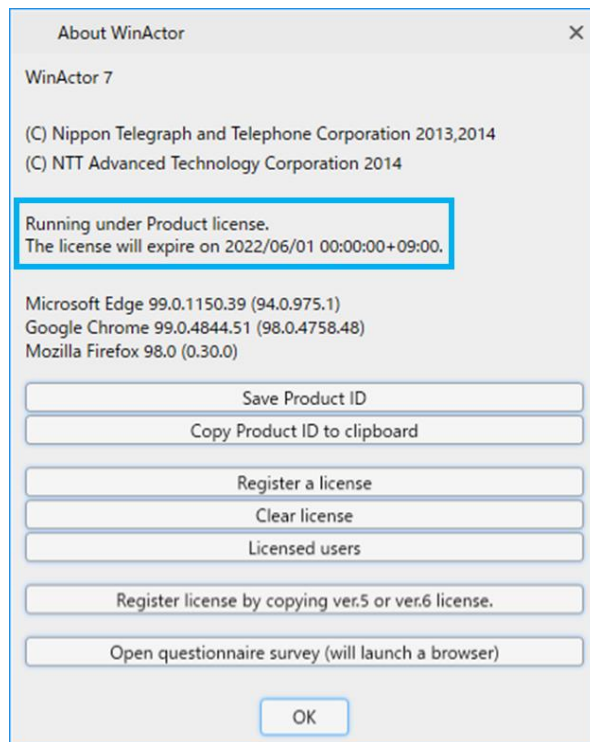 About WinActor
WinActor 7
(C) Nippon Telegraph and Telephone Corporation 2013,2014
(C) NTT Advanced Technology Corporation 2014
Running under Product license.
The license will expire on 2022/06/01 00:00:00+09:00.
Microsoft Edge 99.0.1150.39 (94.0.975.1)
Google Chrome 99.0.4844.51 (98.0.4758.48)
Mozilla Firefox 98.0 (0.30.0)
Save Product ID
Copy Product ID to clipboard
Register a license
Clear license
Licensed users
Register license by copying ver.5 or ver.6 license.
Open questionnaire survey (will launch a browser)
OK